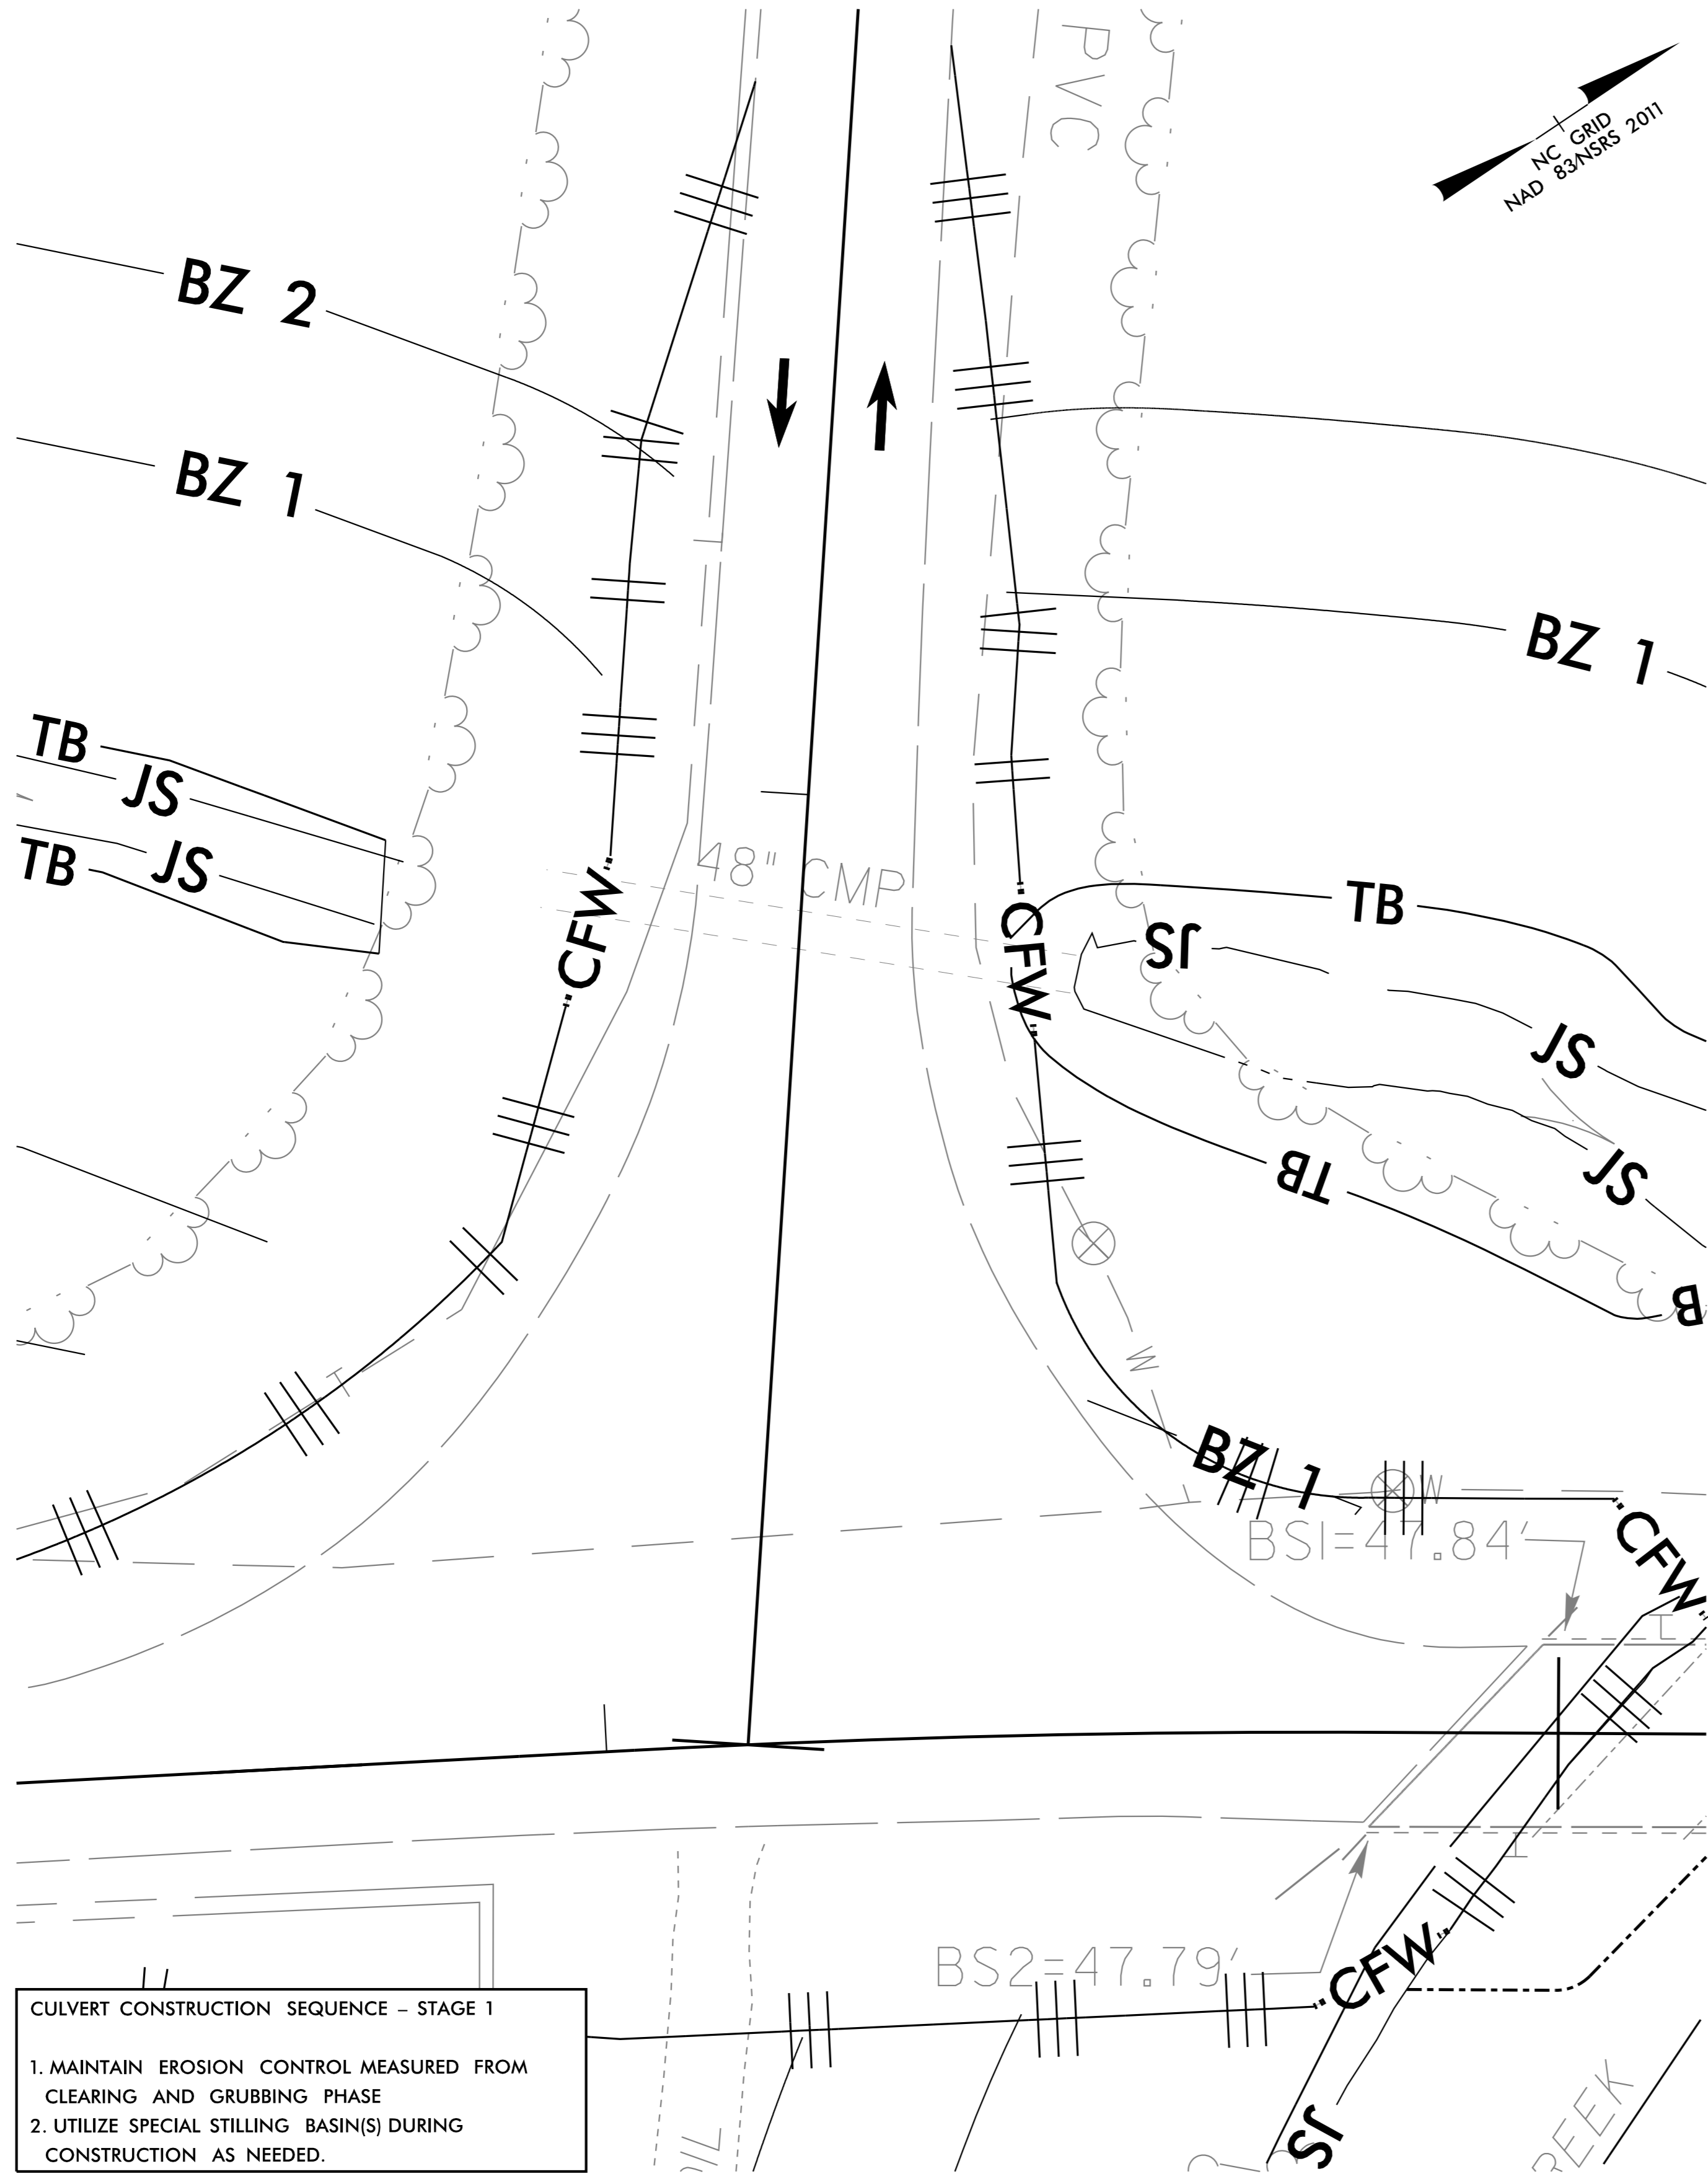 PVC
NC GRID
NAD 83/NSRS 2011
BZ 2
BZ 1
BZ 1
TB
JS
TB
JS
48" CMP
CFW
CFW
TB
JS
JS
TB
JS
W
BZ 1
W
BS1=47.84'
CFW
BS2=47.79'
CFW
JS
CULVERT CONSTRUCTION SEQUENCE – STAGE 1
1. MAINTAIN EROSION CONTROL MEASURED FROM
CLEARING AND GRUBBING PHASE
2. UTILIZE SPECIAL STILLING BASIN(S) DURING
CONSTRUCTION AS NEEDED.